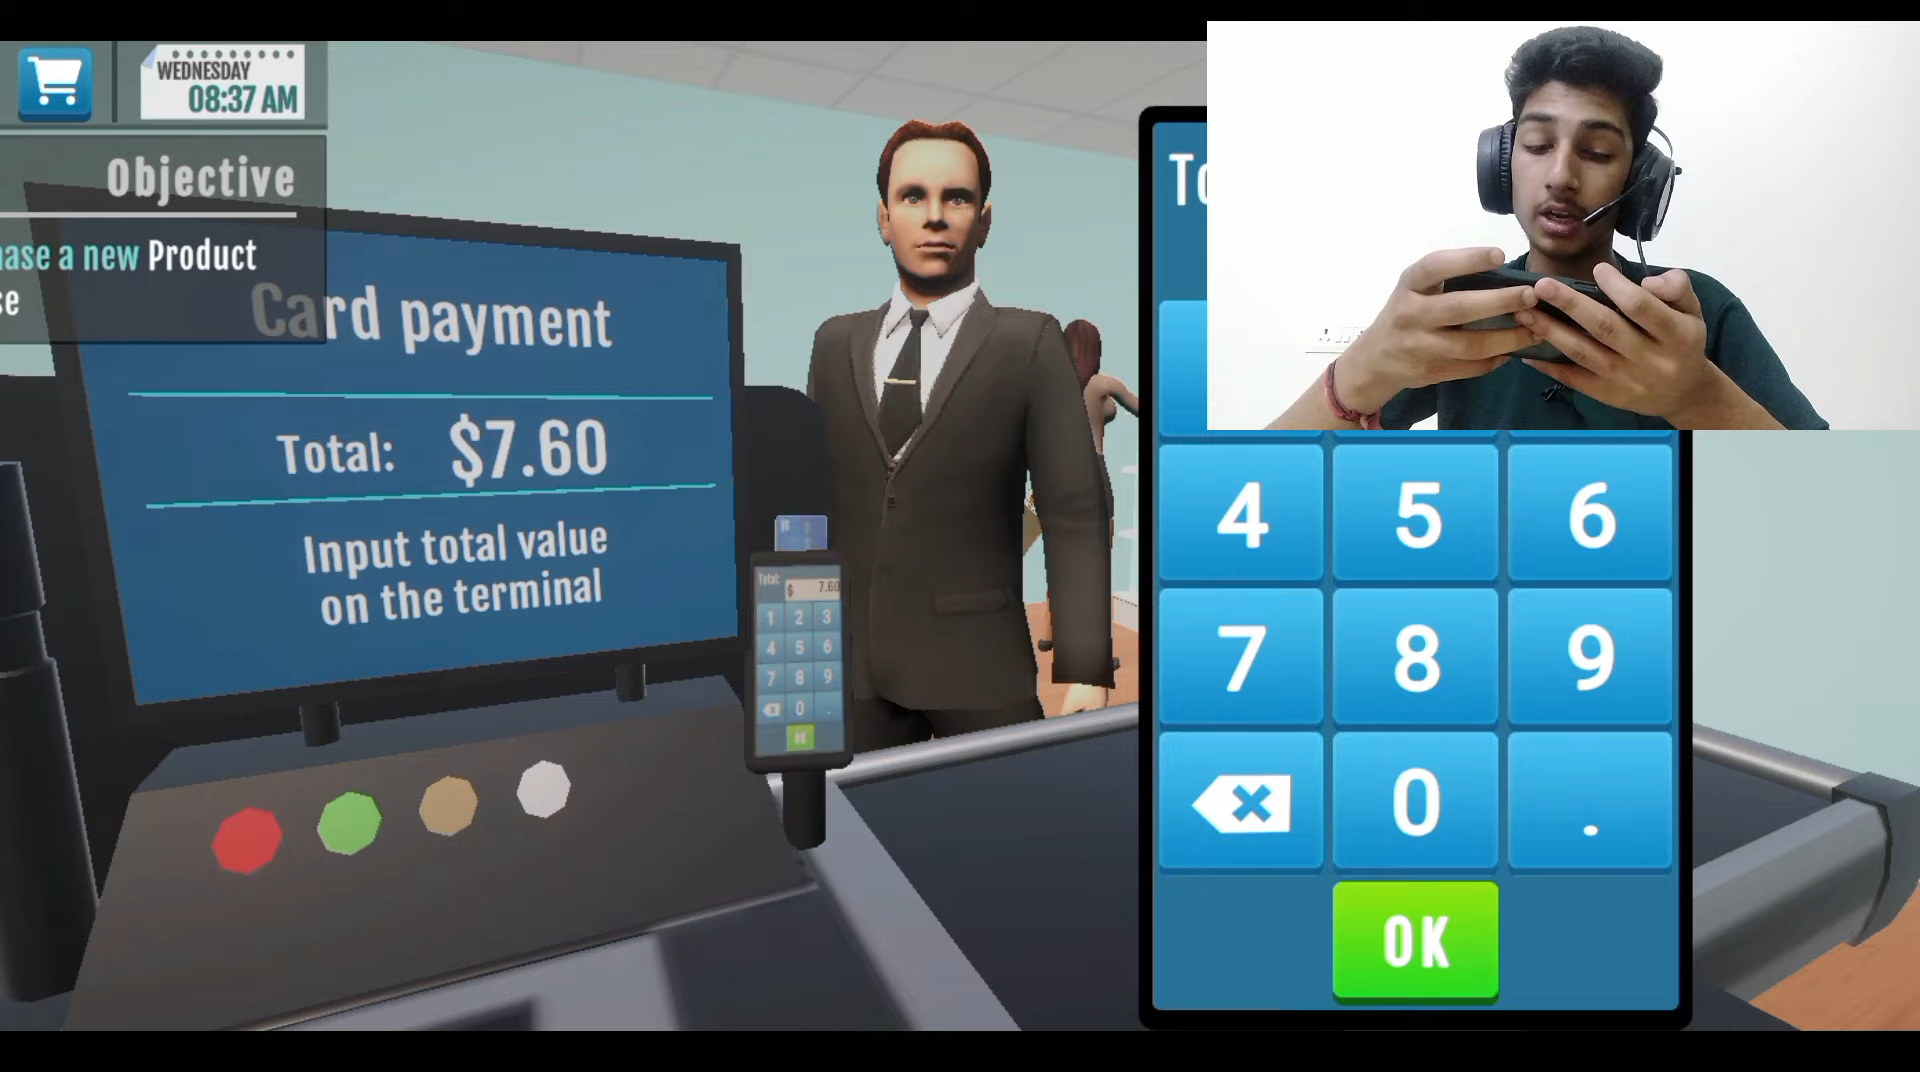 WEDNESDAY
08:37 AM
Objective
ase a new Product
se
Card payment
Total: $7.60
Input total value
on the terminal
Total:
$ 7.60
1 2 3
4 5 6
7 8 9
0 .
To
4 5 6
7 8 9
0 .
OK